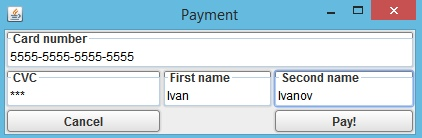 Payment
Card number
5555-5555-5555-5555
CVC First name Second name
*** Ivan Ivanov
Cancel Pay!